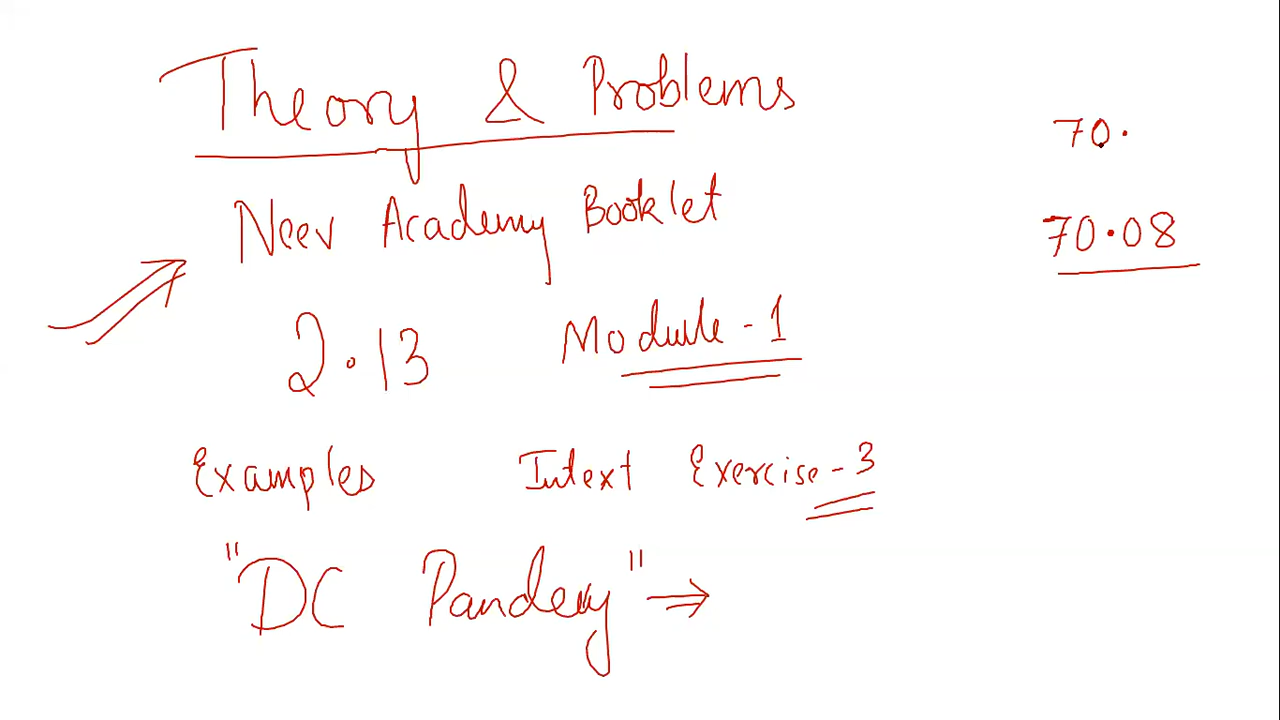 Theory & Problems
70.
Neev Academy Booklet
70.08
2.13 Module-1
Examples Intext Exercise-3
"DC Pandey" →